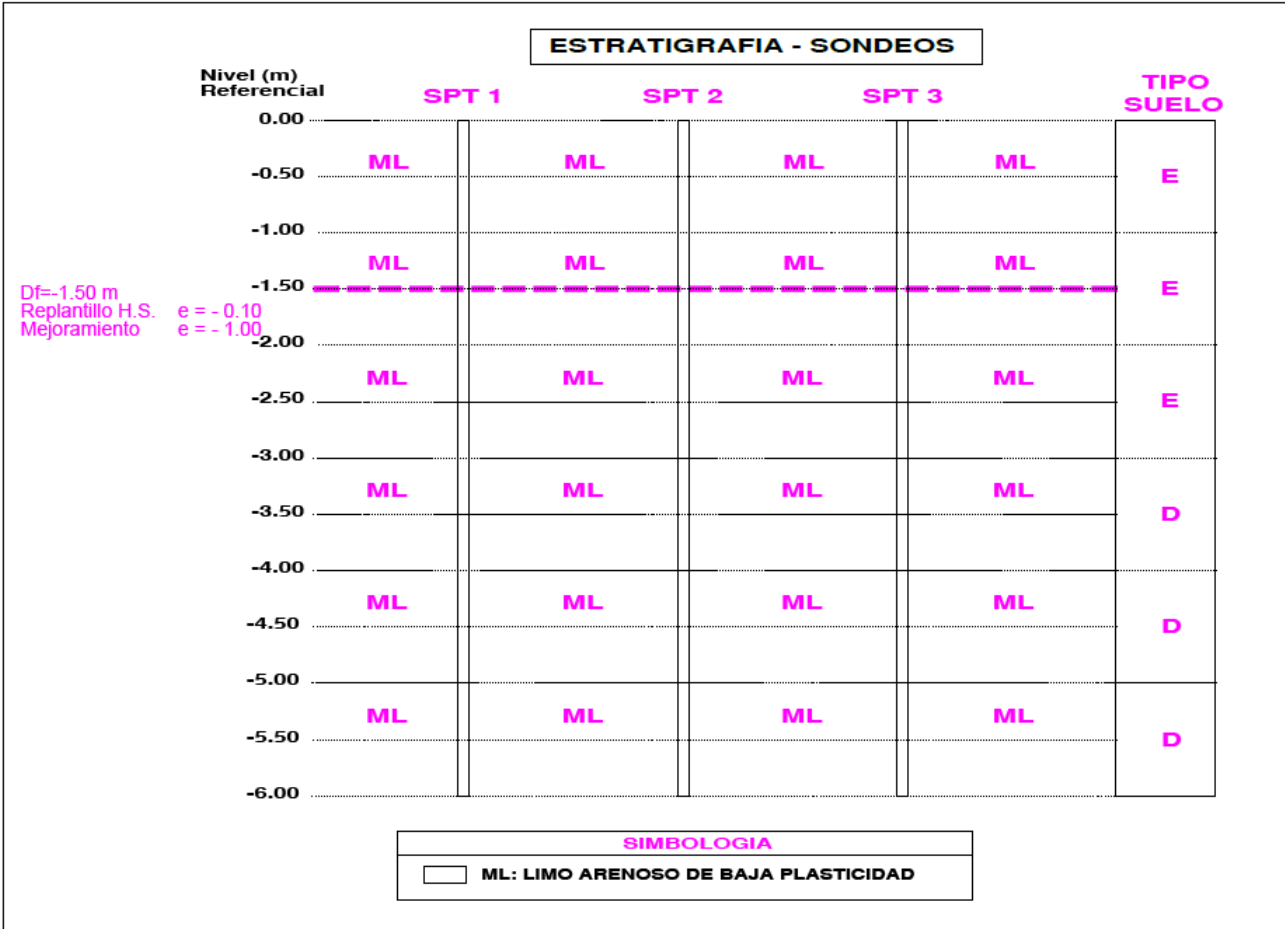 ESTRATIGRAFIA - SONDEOS
Nivel (m)
Referencial
SPT 1 SPT 2 SPT 3
TIPO
SUELO
0.00
ML ML ML ML
-0.50 E
-1.00
ML ML ML ML
-1.50 E
Df=-1.50 m
Replantillo H.S. e = - 0.10
Mejoramiento e = - 1.00
-2.00
ML ML ML ML
-2.50 E
-3.00
ML ML ML ML
-3.50 D
-4.00
ML ML ML ML
-4.50 D
-5.00
ML ML ML ML
-5.50 D
-6.00
SIMBOLOGIA
ML: LIMO ARENOSO DE BAJA PLASTICIDAD